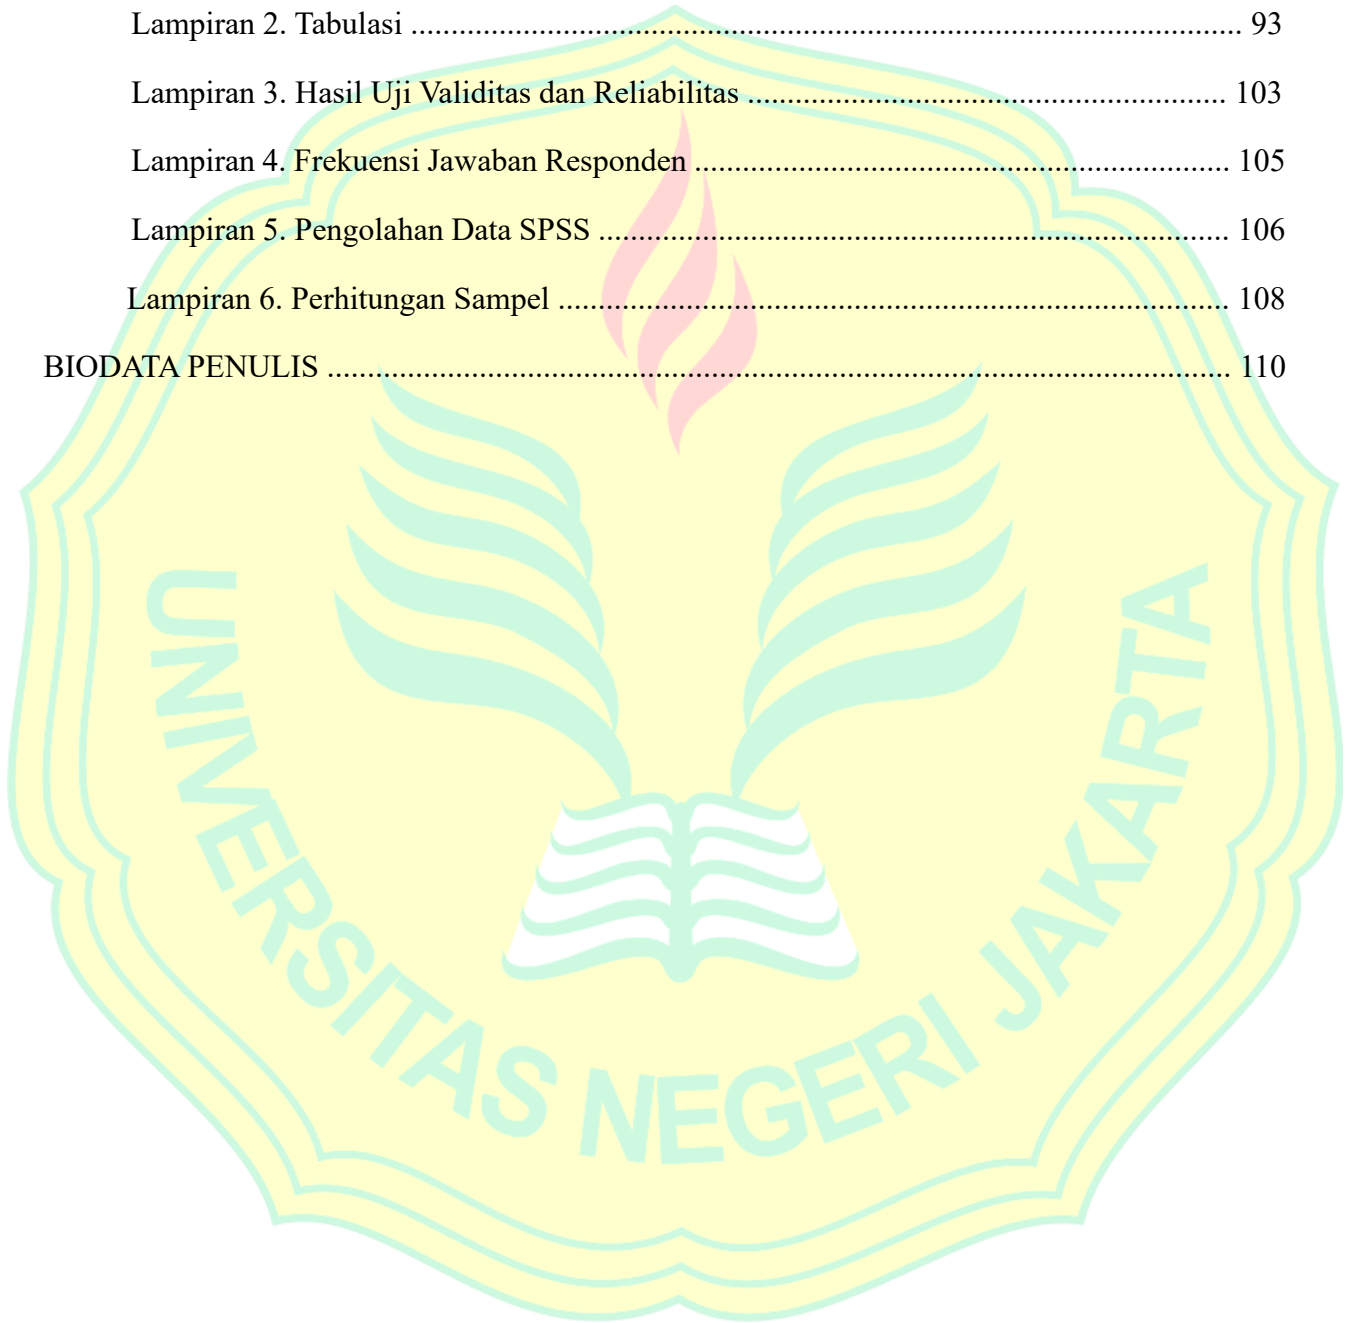 Lampiran 2. Tabulasi ........................................................................................................ 93
Lampiran 3. Hasil Uji Validitas dan Reliabilitas ............................................................ 103
Lampiran 4. Frekuensi Jawaban Responden ................................................................... 105
Lampiran 5. Pengolahan Data SPSS ............................................................................... 106
Lampiran 6. Perhitungan Sampel .................................................................................... 108
BIODATA PENULIS ................................................................................................................. 110
UNIVERSITAS NEGERI JAKARTA